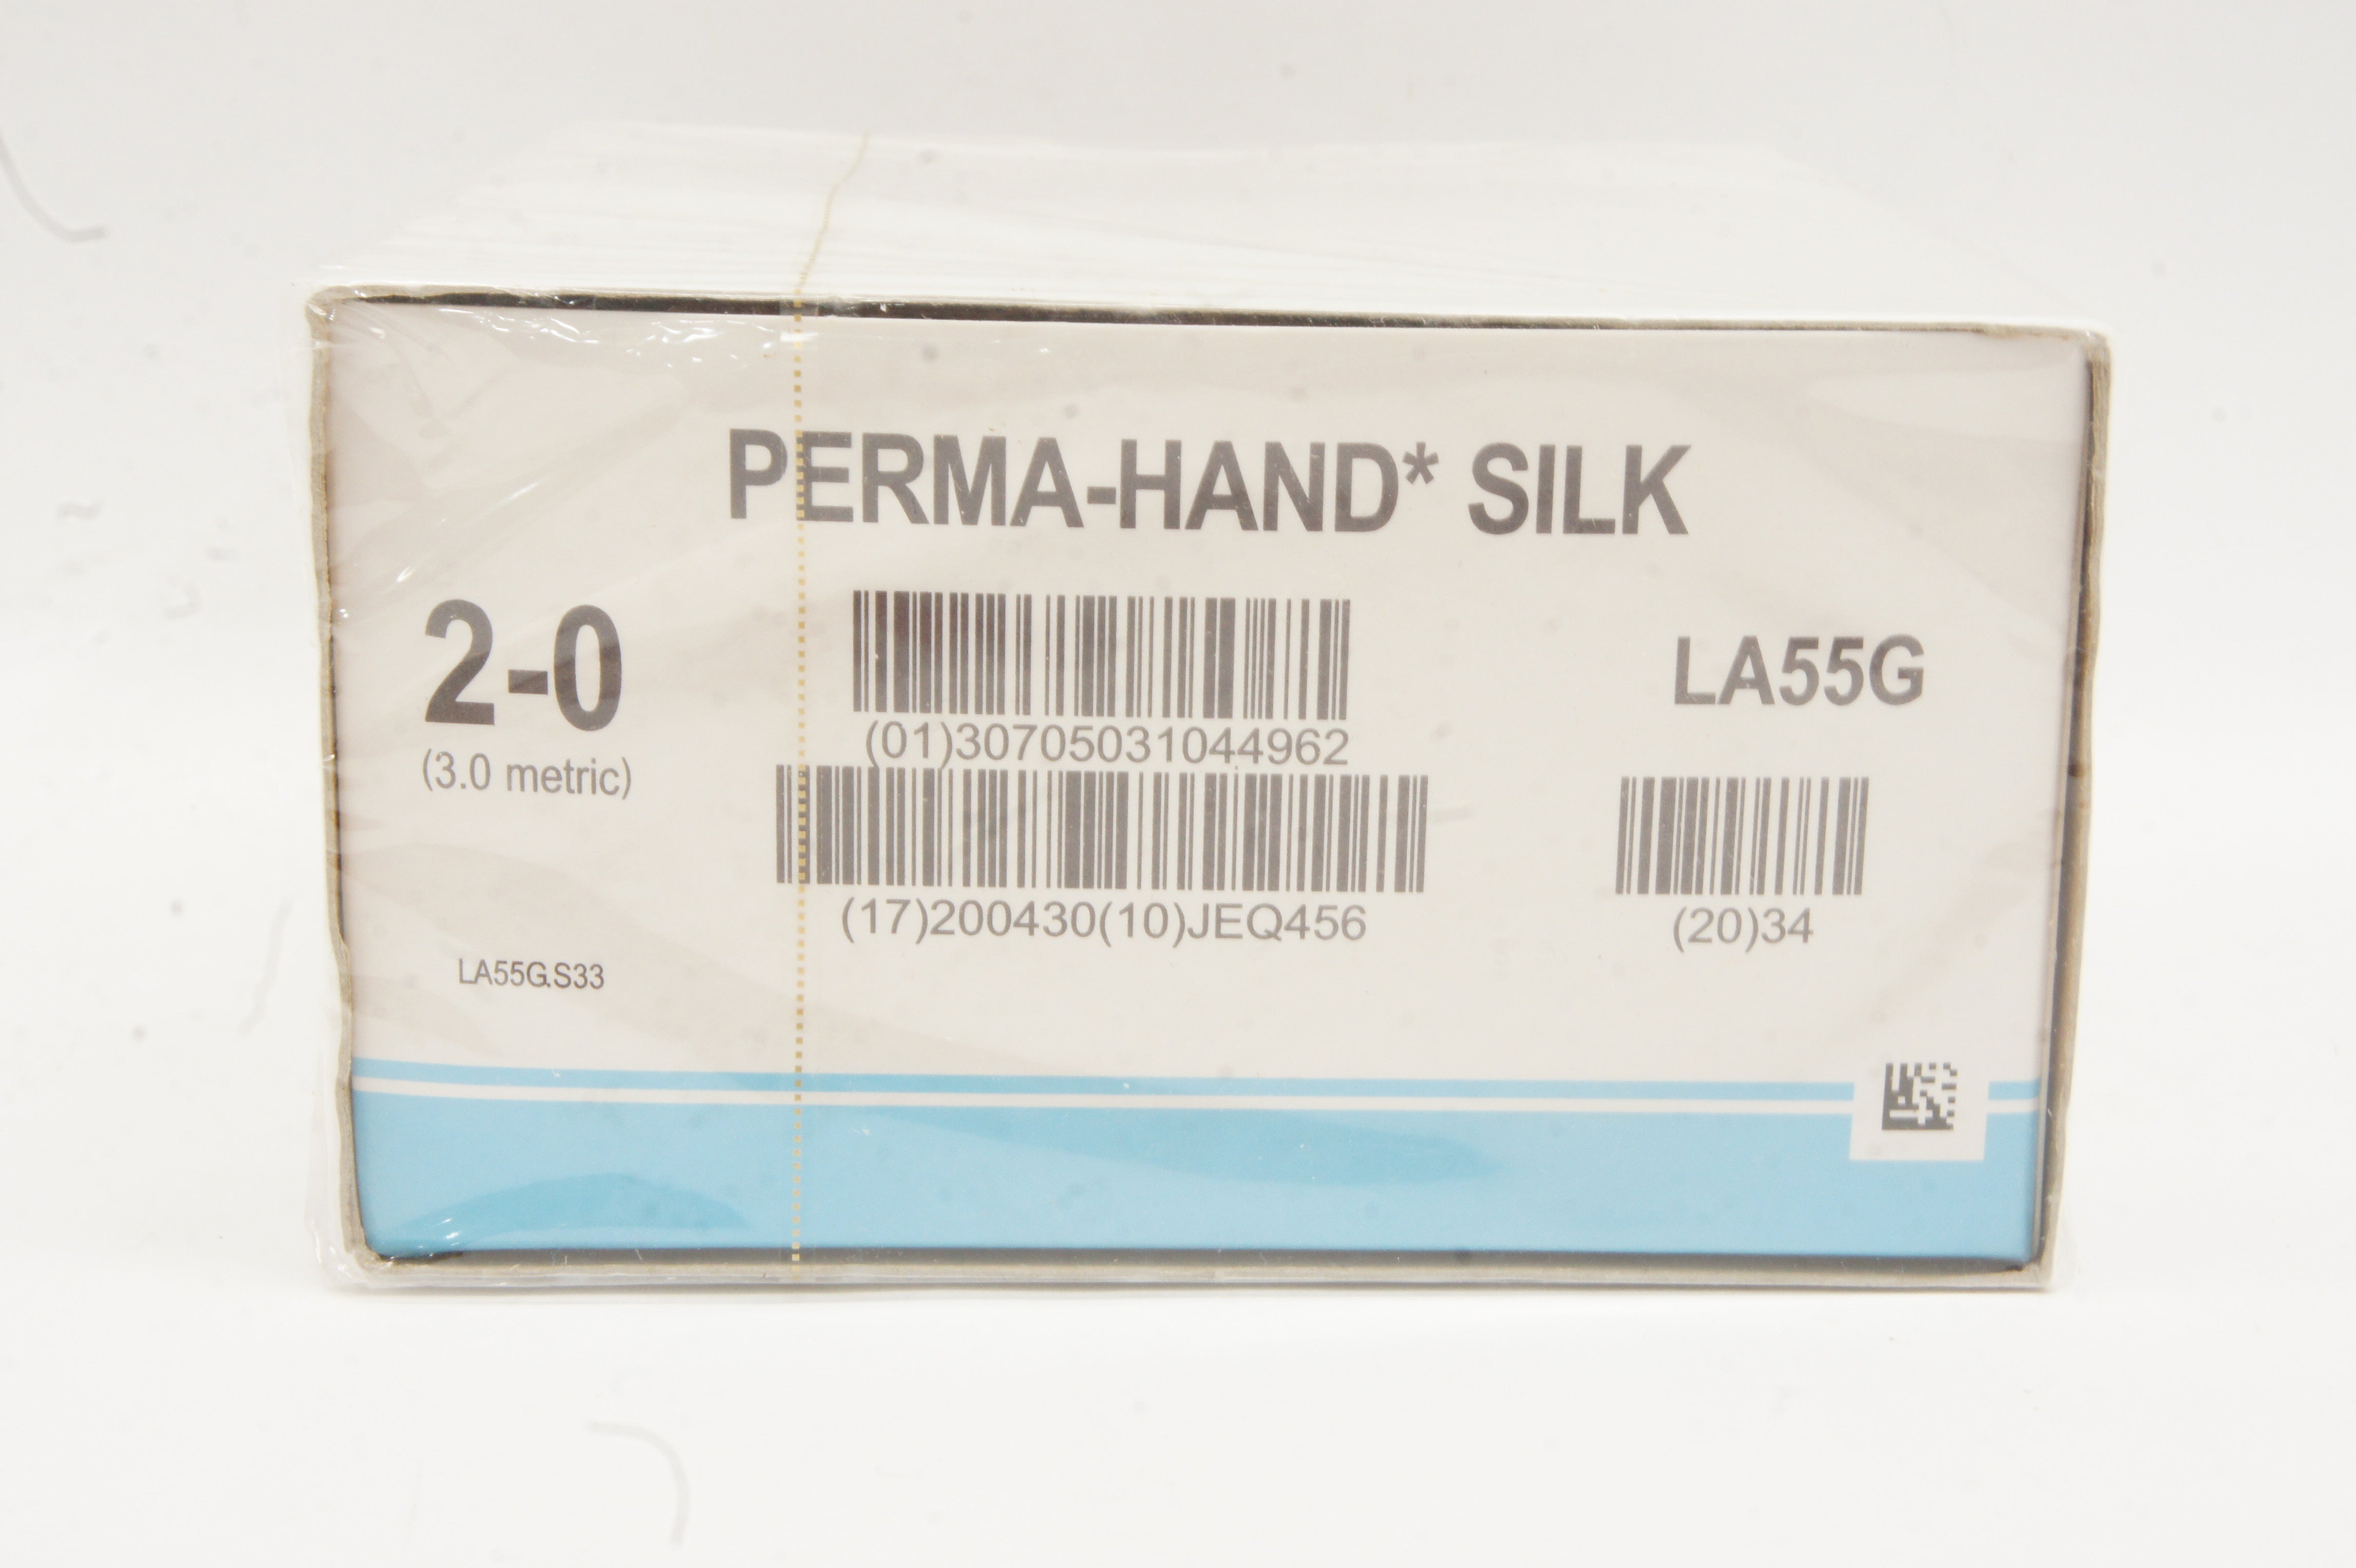 PERMA-HAND* SILK
2-0
(3.0 metric)
(01)30705031044962
LA55G
(17)200430(10)JEQ456
(20)34
LA55G.S33